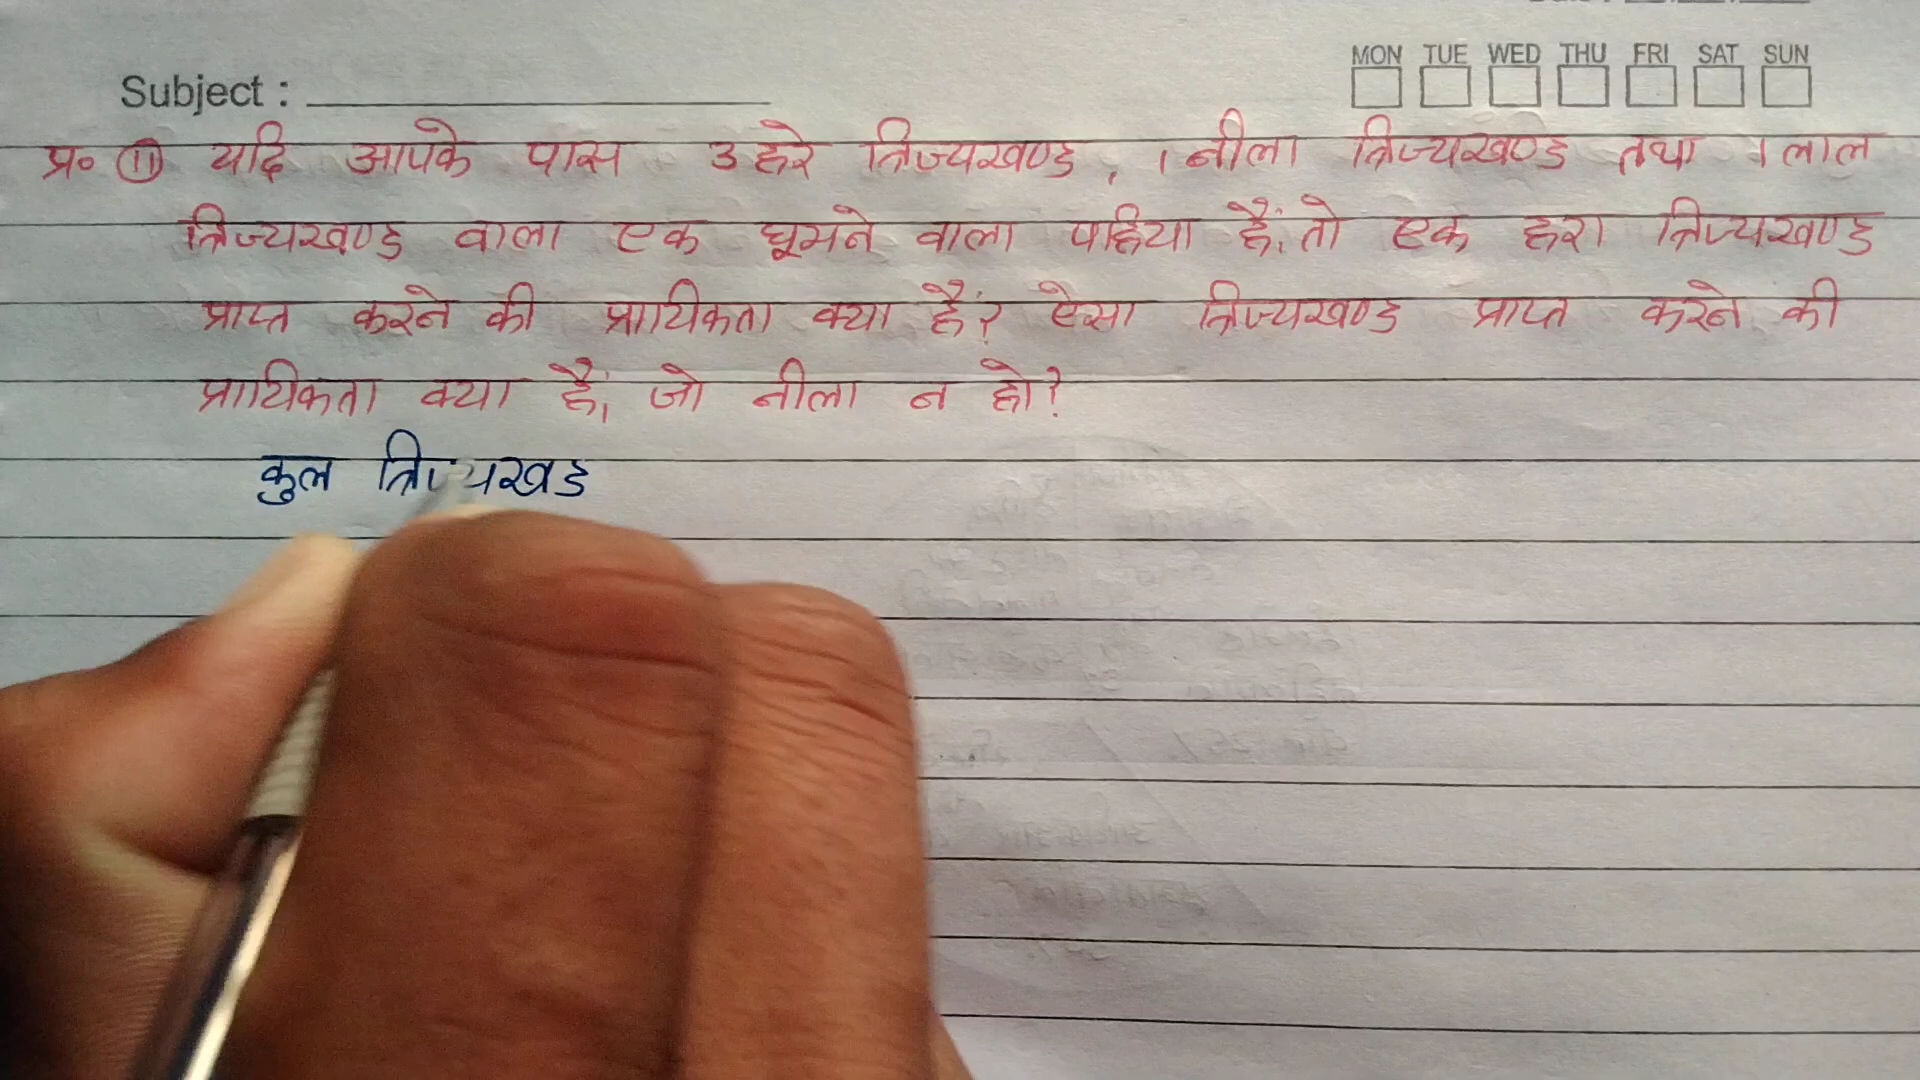 Subject :
MON TUE WED THU FRI SAT SUN
प्र० ⑪ यदि आपके पास 3 हरे त्रिज्यखण्ड, 1 नीला त्रिज्यखण्ड तथा 1 लाल
त्रिज्यखण्ड वाला एक घूमने वाला पहिया है, तो एक हरा त्रिज्यखण्ड
प्राप्त करने की प्रायिकता क्या है? ऐसा त्रिज्यखण्ड प्राप्त करने की
प्रायिकता क्या है, जो नीला न हो?
कुल त्रिज्यखड